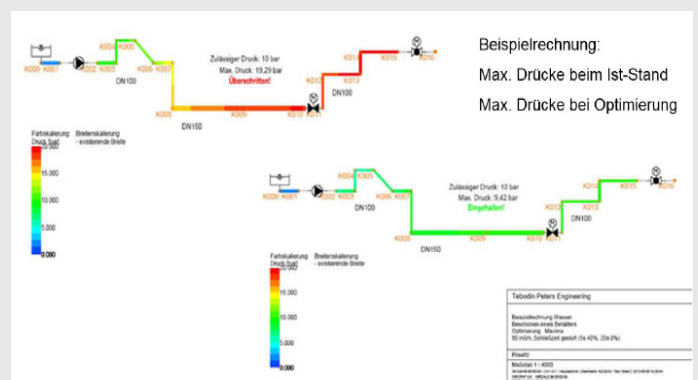 Beispielrechnung:
Max. Drücke beim Ist-Stand
Max. Drücke bei Optimierung
K000 K001 K002 K004 K005 K006 K007
DN100
K008 K009 K010 K011
DN150
K012 K013
DN100
K014 K015 K016
Zulässiger Druck: 10 bar
Max. Druck: 19,29 bar
Überschritten!
Farbskalierung
Druck [bar]
Breitenskalierung
- existierende Breite
20.000
15.000
10.000
5.000
0.000
K000 K001 K002 K004 K005 K006 K007
DN100
K008 K009 K010 K011
DN150
K012 K013
DN100
K014 K015 K016
Zulässiger Druck: 10 bar
Max. Druck: 9,42 bar
Eingehalten!
Farbskalierung
Druck [bar]
Breitenskalierung
- existierende Breite
20.000
15.000
10.000
5.000
0.000
Tebodin Peters Engineering
Beispielrechnung Wasser
Beschicken eines Behälters
Optimierung Maxima
Projekt:
Maßstab 1 : 4000